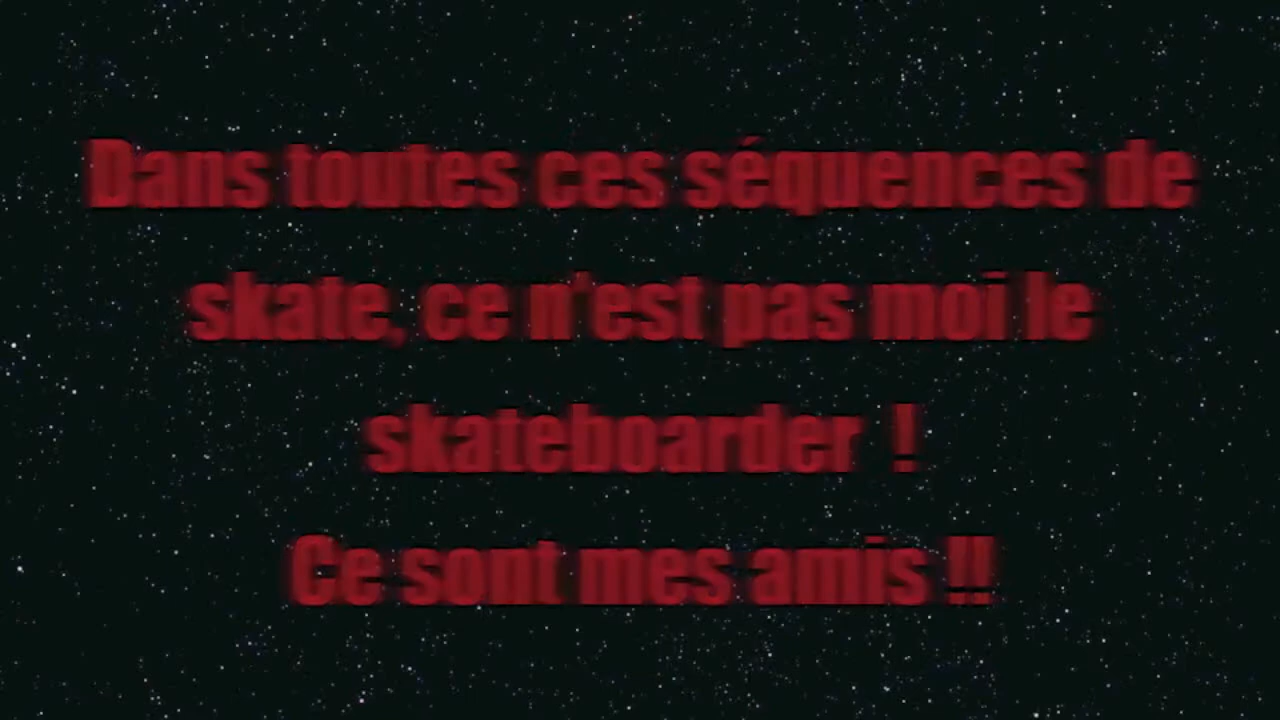 Dans toutes ces séquences de
skate, ce n'est pas moi le
skateboarder !
Ce sont mes amis !!